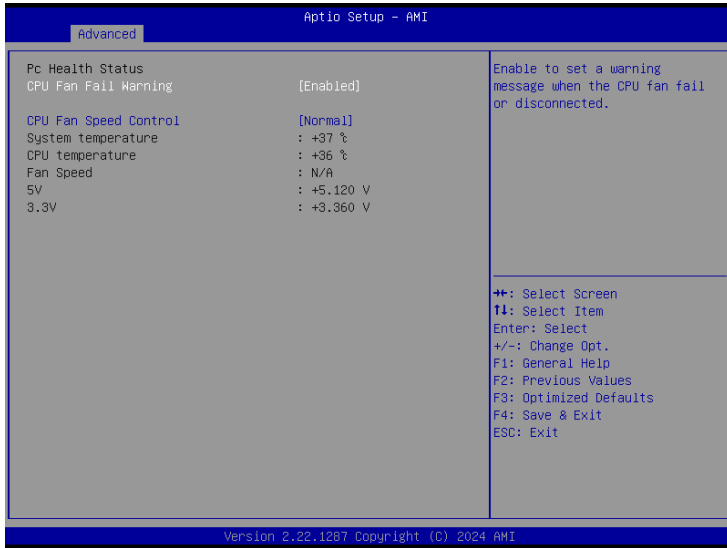 Aptio Setup - AMI
Advanced
Pc Health Status
CPU Fan Fail Warning [Enabled]
CPU Fan Speed Control [Normal]
System temperature : +37 ℃
CPU temperature : +36 ℃
Fan Speed : N/A
5V : +5.120 V
3.3V : +3.360 V
Enable to set a warning
message when the CPU fan fail
or disconnected.
→←: Select Screen
↑↓: Select Item
Enter: Select
+/-: Change Opt.
F1: General Help
F2: Previous Values
F3: Optimized Defaults
F4: Save & Exit
ESC: Exit
Version 2.22.1287 Copyright (C) 2024 AMI